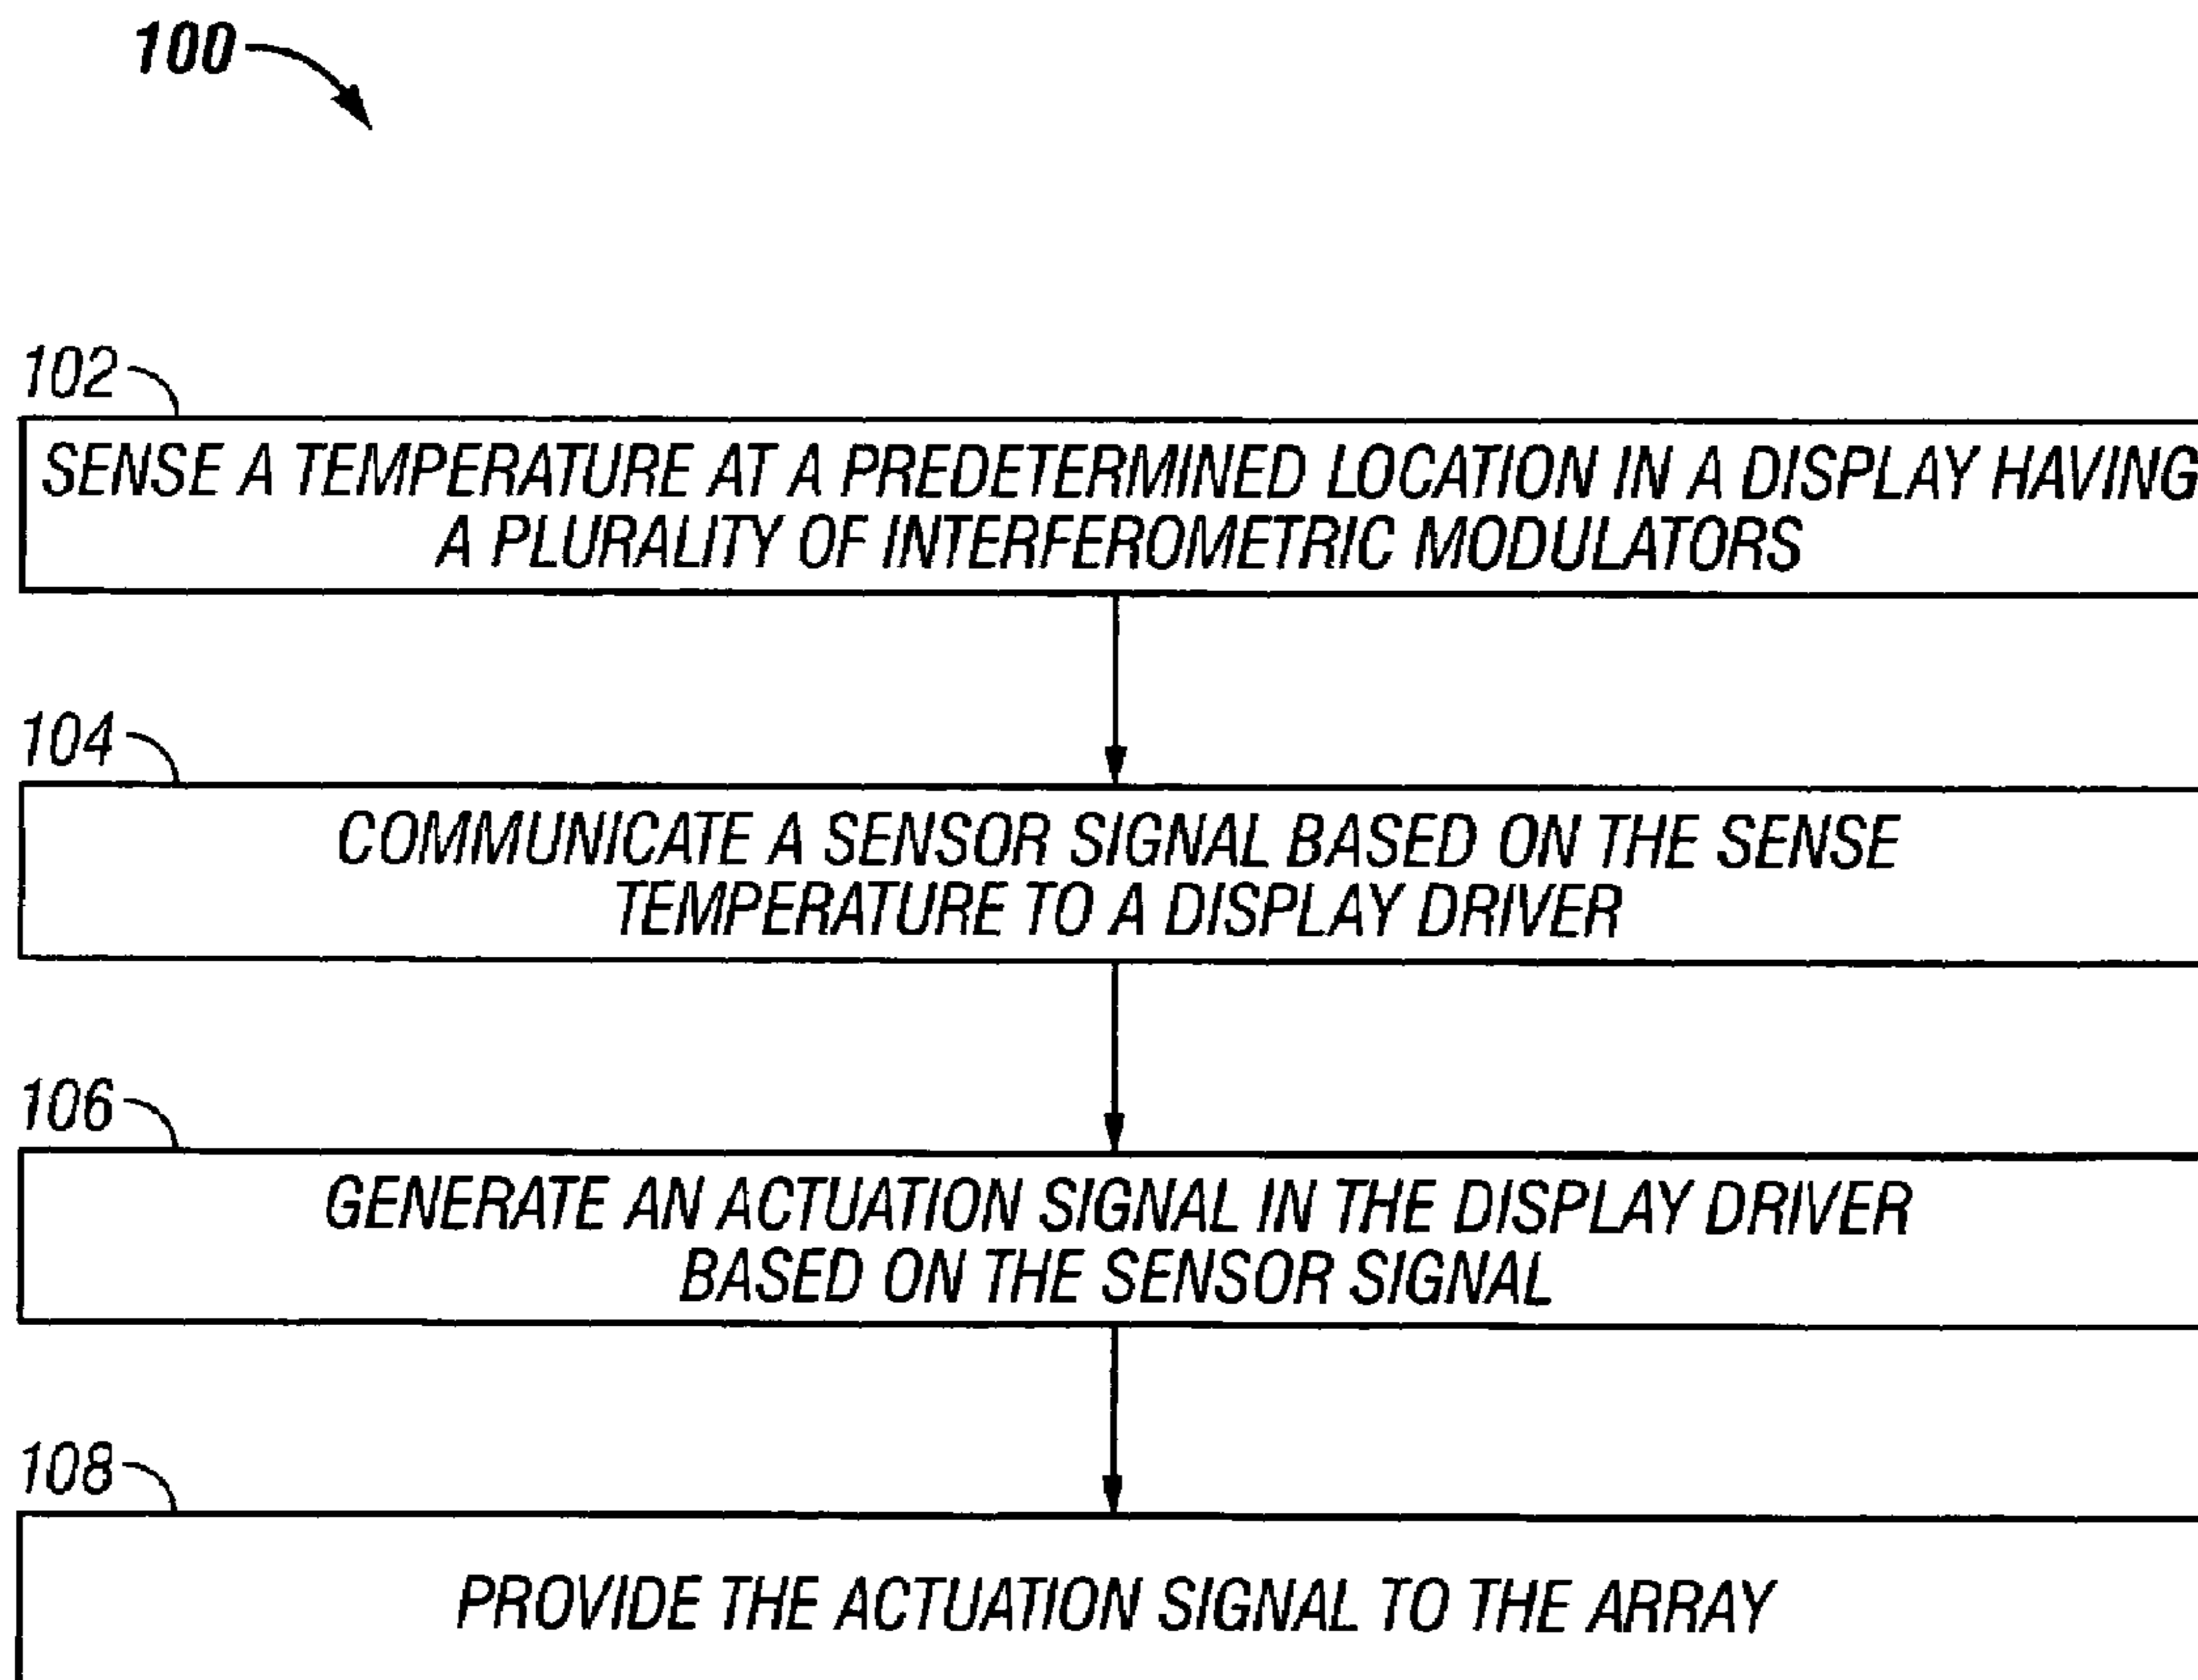 100
102
SENSE A TEMPERATURE AT A PREDETERMINED LOCATION IN A DISPLAY HAVING
A PLURALITY OF INTERFEROMETRIC MODULATORS
104
COMMUNICATE A SENSOR SIGNAL BASED ON THE SENSE
TEMPERATURE TO A DISPLAY DRIVER
106
GENERATE AN ACTUATION SIGNAL IN THE DISPLAY DRIVER
BASED ON THE SENSOR SIGNAL
108
PROVIDE THE ACTUATION SIGNAL TO THE ARRAY